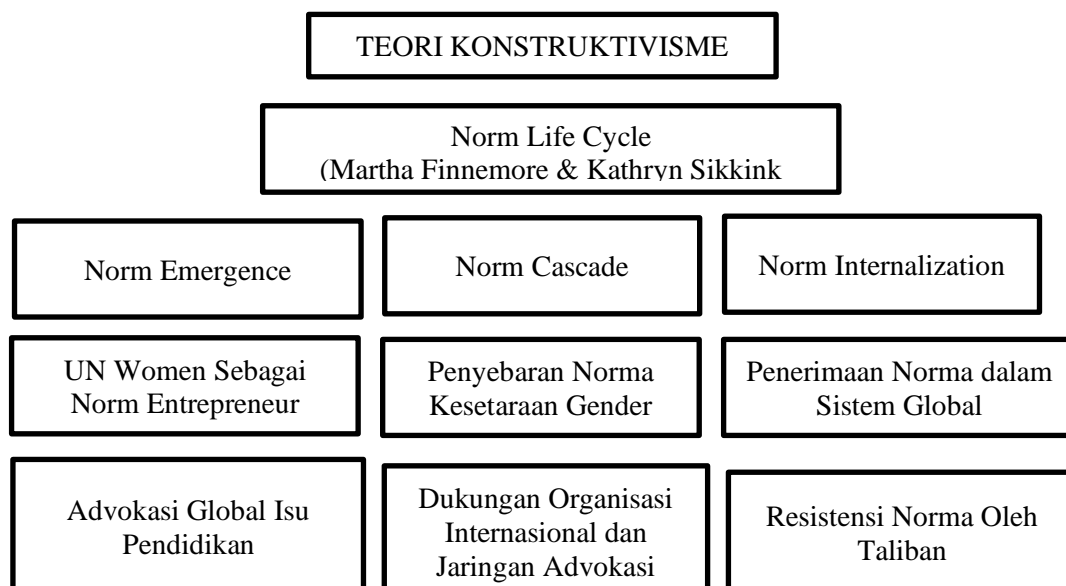 TEORI KONSTRUKTIVISME
Norm Life Cycle
(Martha Finnemore & Kathryn Sikkink
Norm Emergence
Norm Cascade
Norm Internalization
UN Women Sebagai
Norm Entrepreneur
Penyebaran Norma
Kesetaraan Gender
Penerimaan Norma dalam
Sistem Global
Advokasi Global Isu
Pendidikan
Dukungan Organisasi
Internasional dan
Jaringan Advokasi
Resistensi Norma Oleh
Taliban